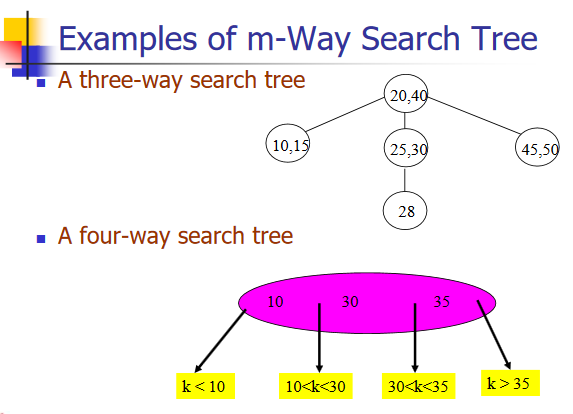 Examples of m-Way Search Tree
A three-way search tree
20,40
10,15
25,30
45,50
28
A four-way search tree
10 30 35
k < 10
10<k<30
30<k<35
k > 35